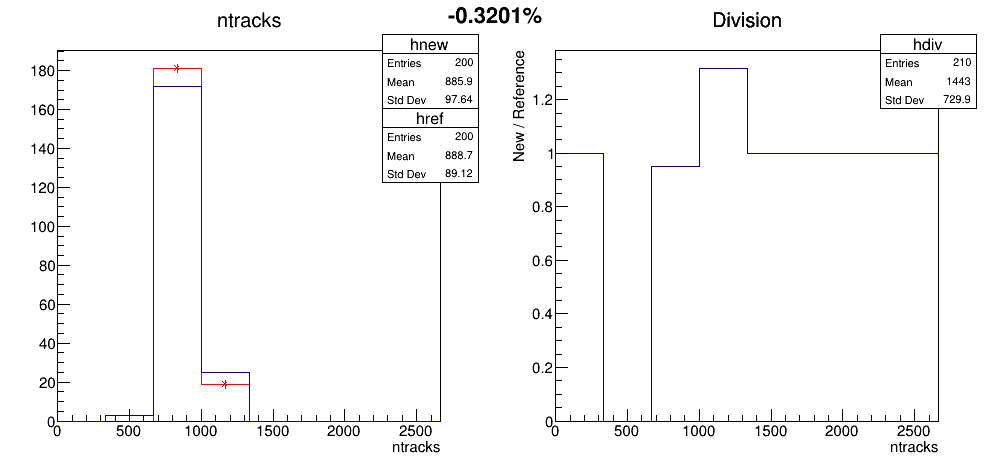 -0.3201%
ntracks
hnew
Entries 200
Mean 885.9
Std Dev 97.64
href
Entries 200
Mean 888.7
Std Dev 89.12
180
160
140
120
100
80
60
40
20
0
0 500 1000 1500 2000 2500
ntracks
Division
hdiv
Entries 210
Mean 1443
Std Dev 729.9
New / Reference
1.2
1
0.8
0.6
0.4
0.2
0
0 500 1000 1500 2000 2500
ntracks